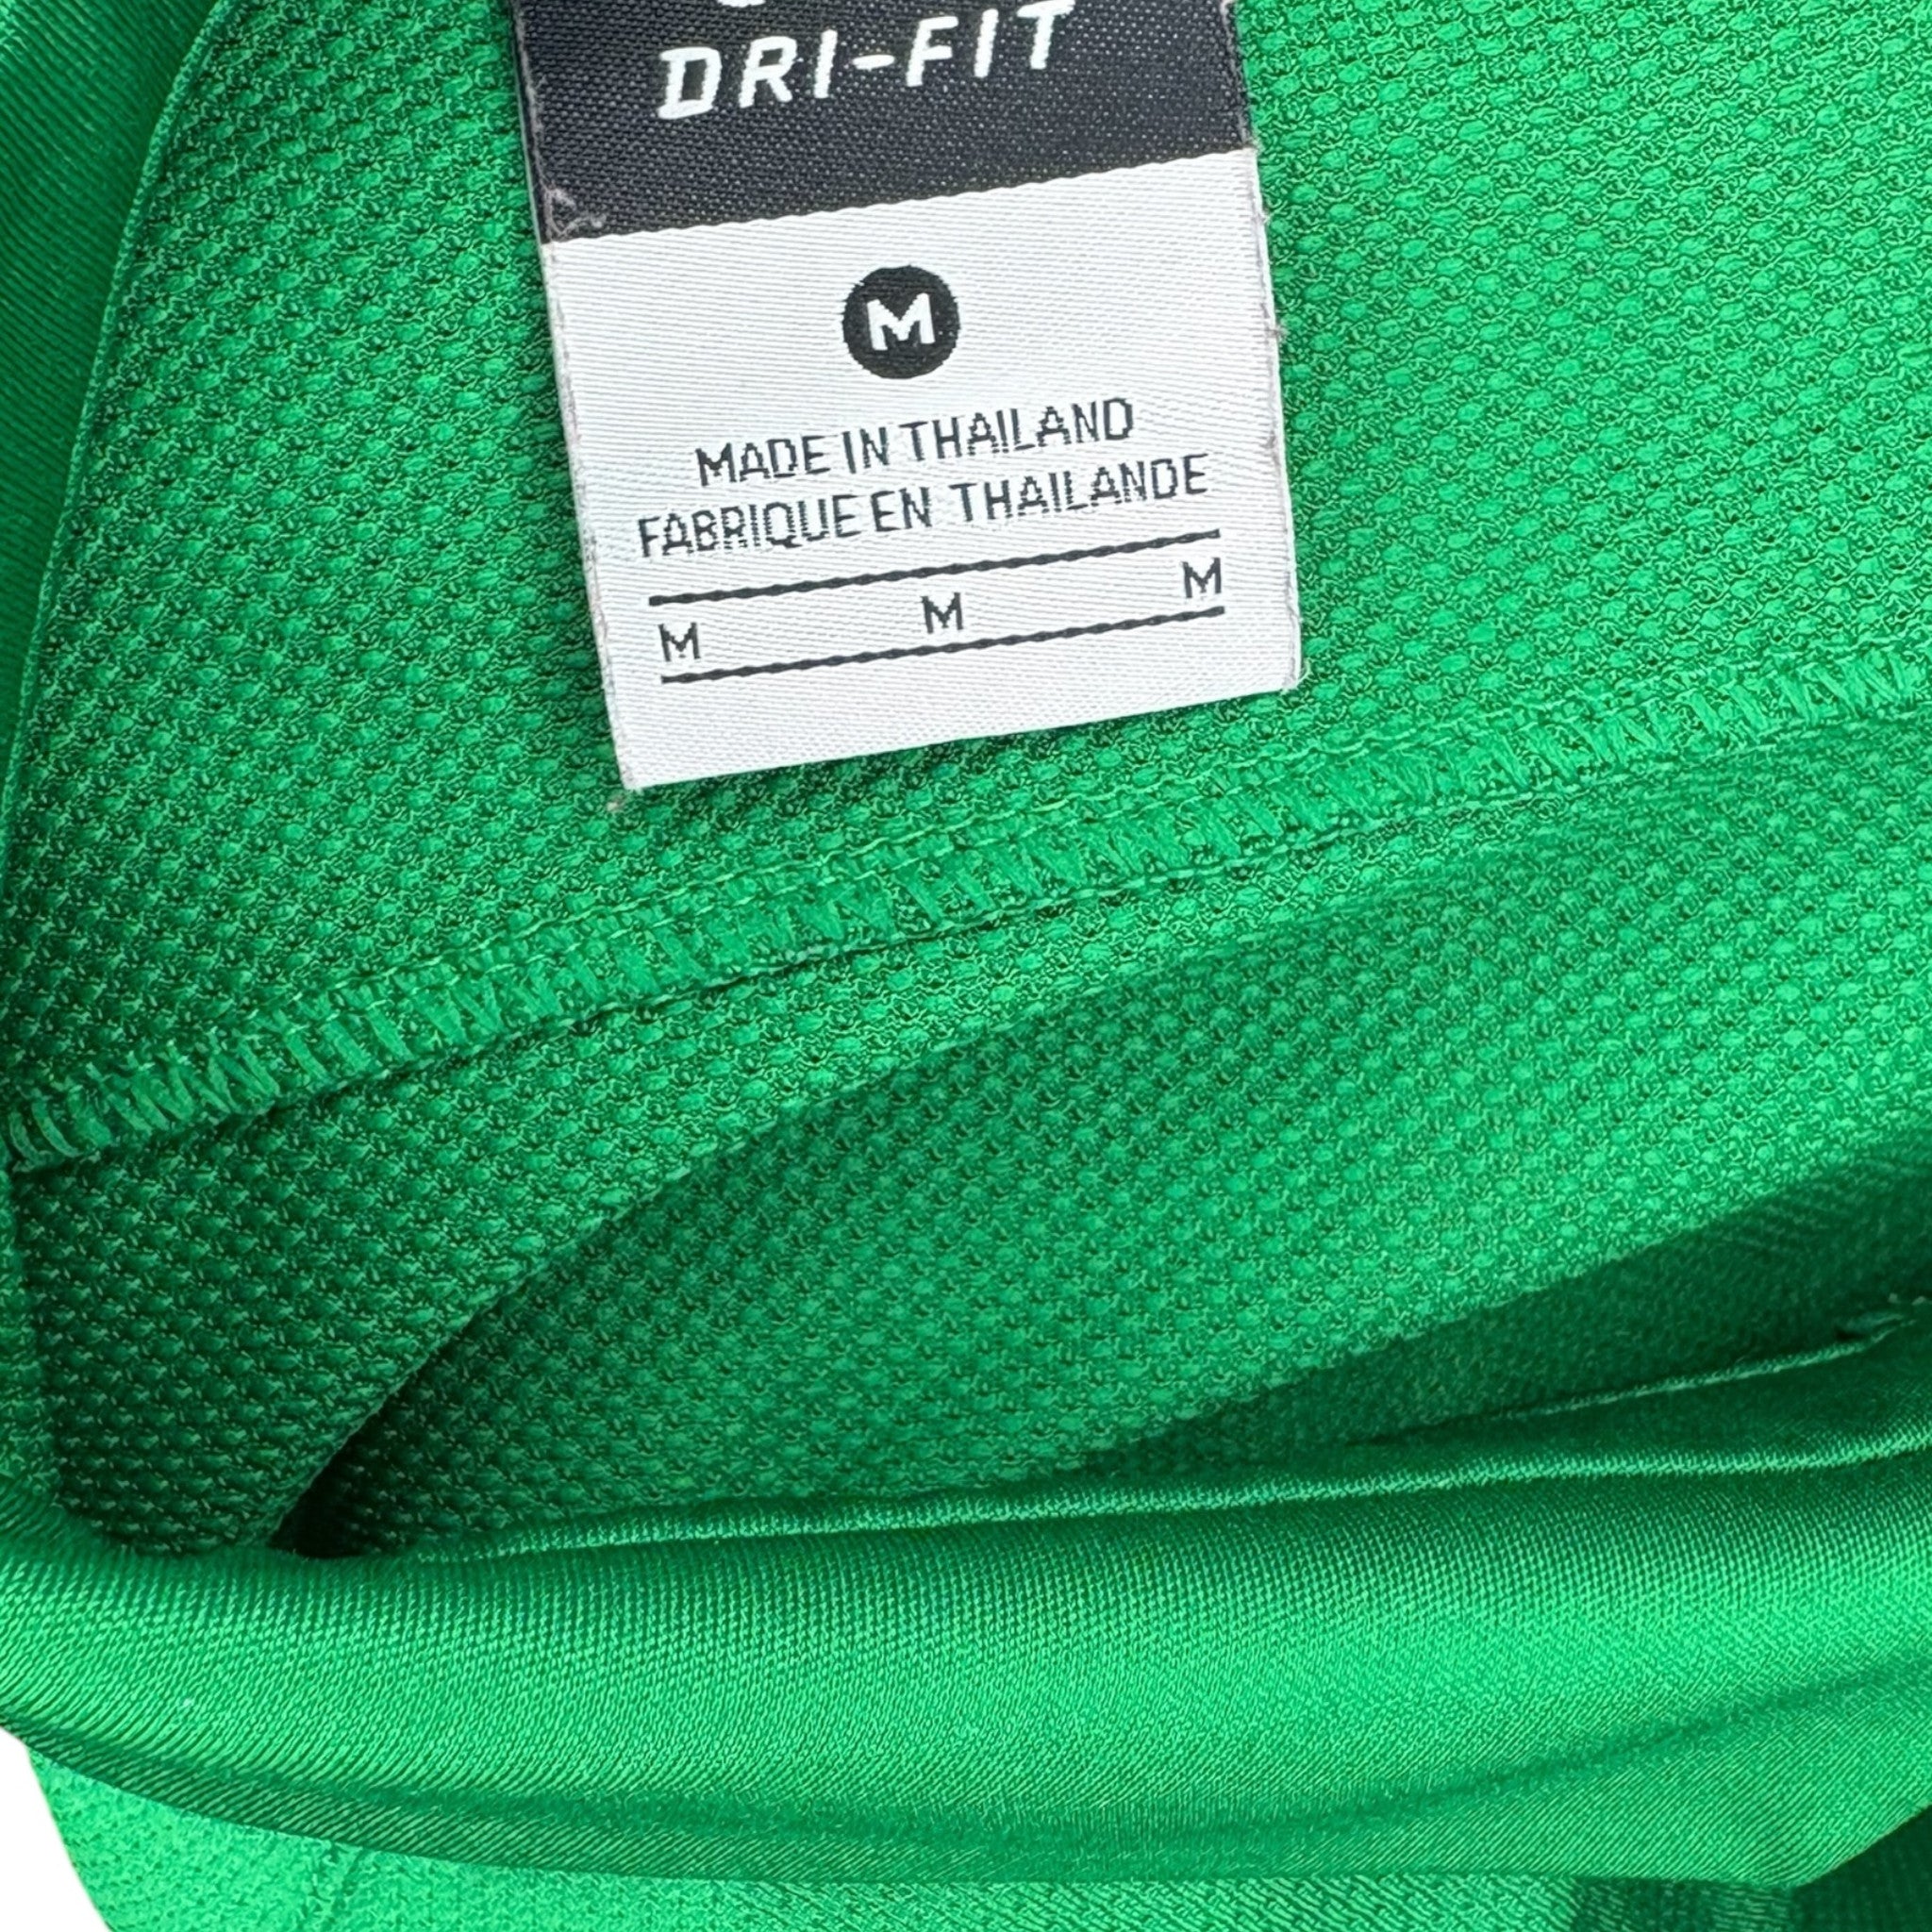 DRI-FIT
M
MADE IN THAILAND
FABRIQUE EN THAILANDE
M M M